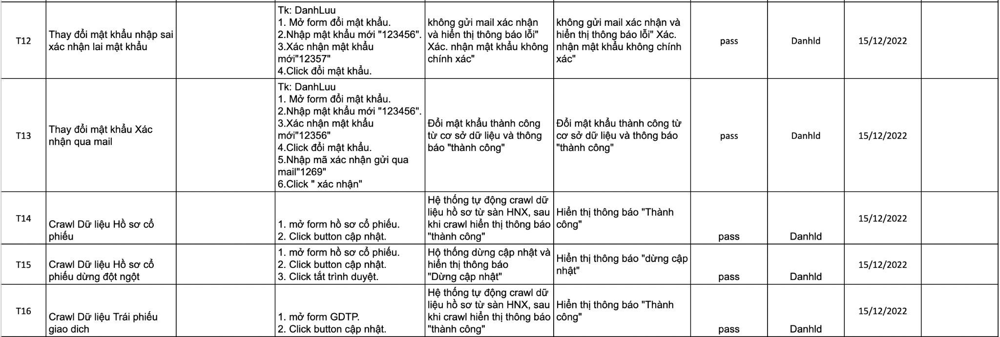 T12
Thay đổi mật khẩu nhập sai
xác nhận lai mật khẩu
Tk: DanhLuu
1. Mở form đổi mật khẩu.
2.Nhập mật khẩu mới "123456".
3.Xác nhận mật khẩu
mới"12357"
4.Click đổi mật khẩu.
không gửi mail xác nhận
và hiển thị thông báo lỗi"
Xác. nhận mật khẩu không
chính xác"
không gửi mail xác nhận và
hiển thị thông báo lỗi" Xác.
nhận mật khẩu không chính
xác"
pass
Danhld
15/12/2022
T13
Thay đổi mật khẩu Xác
nhận qua mail
Tk: DanhLuu
1. Mở form đổi mật khẩu.
2.Nhập mật khẩu mới "123456".
3.Xác nhận mật khẩu
mới"12356"
4.Click đổi mật khẩu.
5.Nhập mã xác nhận gửi qua
mail"1269"
6.Click " xác nhận"
Đổi mật khẩu thành công
từ cơ sở dữ liệu và thông
báo "thành công"
Đổi mật khẩu thành công từ
cơ sở dữ liệu và thông báo
"thành công"
pass
Danhld
15/12/2022
T14
Crawl Dữ liệu Hồ sơ cổ
phiếu
1. mở form hồ sơ cổ phiếu.
2. Click button cập nhật.
Hệ thống tự động crawl dữ
liệu hồ sơ từ sàn HNX, sau
khi crawl hiển thị thông báo
"thành công"
Hiển thị thông báo "Thành
công"
pass
Danhld
15/12/2022
T15
Crawl Dữ liệu Hồ sơ cổ
phiếu dừng đột ngột
1. mở form hồ sơ cổ phiếu.
2. Click button cập nhật.
3. Click tắt trình duyệt.
Hộ thống dừng cập nhật và
hiển thị thông báo
"Dừng cập nhật"
Hiển thị thông báo "dừng cập
nhật"
pass
Danhld
15/12/2022
T16
Crawl Dữ liệu Trái phiếu
giao dich
1. mở form GDTP.
2. Click button cập nhật.
Hệ thống tự động crawl dữ
liệu hồ sơ từ sàn HNX, sau
khi crawl hiển thị thông báo
"thành công"
Hiển thị thông báo "Thành
công"
pass
Danhld
15/12/2022